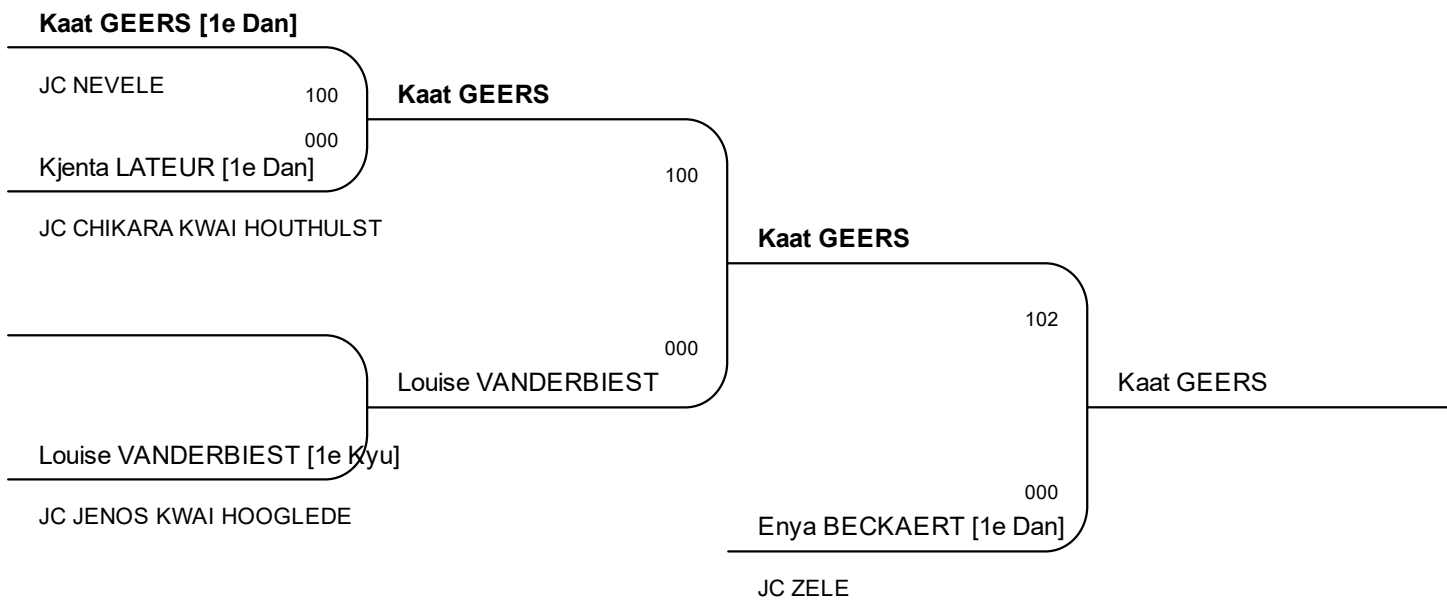 Kaat GEERS [1e Dan]
JC NEVELE
100
Kaat GEERS
000
Kjenta LATEUR [1e Dan]
100
JC CHIKARA KWAI HOUTHULST
Kaat GEERS
102
000
Louise VANDERBIEST
Kaat GEERS
Louise VANDERBIEST [1e Kyu]
000
JC JENOS KWAI HOOGLEDE
Enya BECKAERT [1e Dan]
JC ZELE